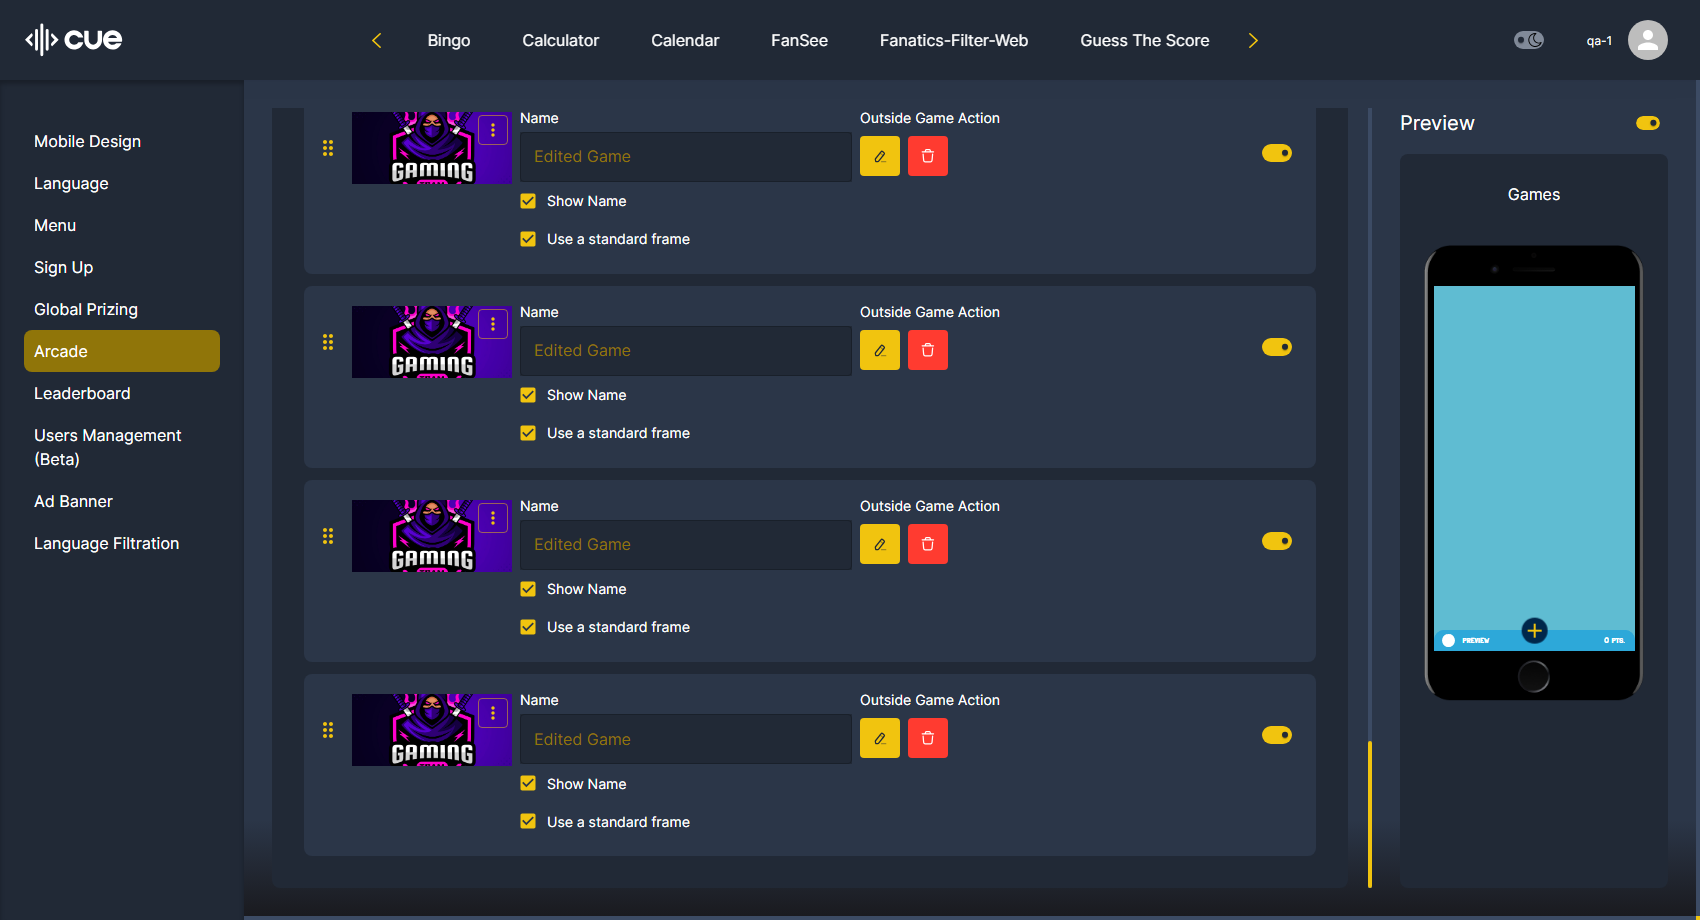 cue
Bingo
Calculator
Calendar
FanSee
Fanatics-Filter-Web
Guess The Score
qa-1
Mobile Design
Language
Menu
Sign Up
Global Prizing
Arcade
Leaderboard
Users Management
(Beta)
Ad Banner
Language Filtration
GAMING
Name
Edited Game
Show Name
Use a standard frame
Outside Game Action
GAMING
Name
Edited Game
Show Name
Use a standard frame
Outside Game Action
GAMING
Name
Edited Game
Show Name
Use a standard frame
Outside Game Action
GAMING
Name
Edited Game
Show Name
Use a standard frame
Outside Game Action
Preview
Games
PREVIEW
0 PTS.